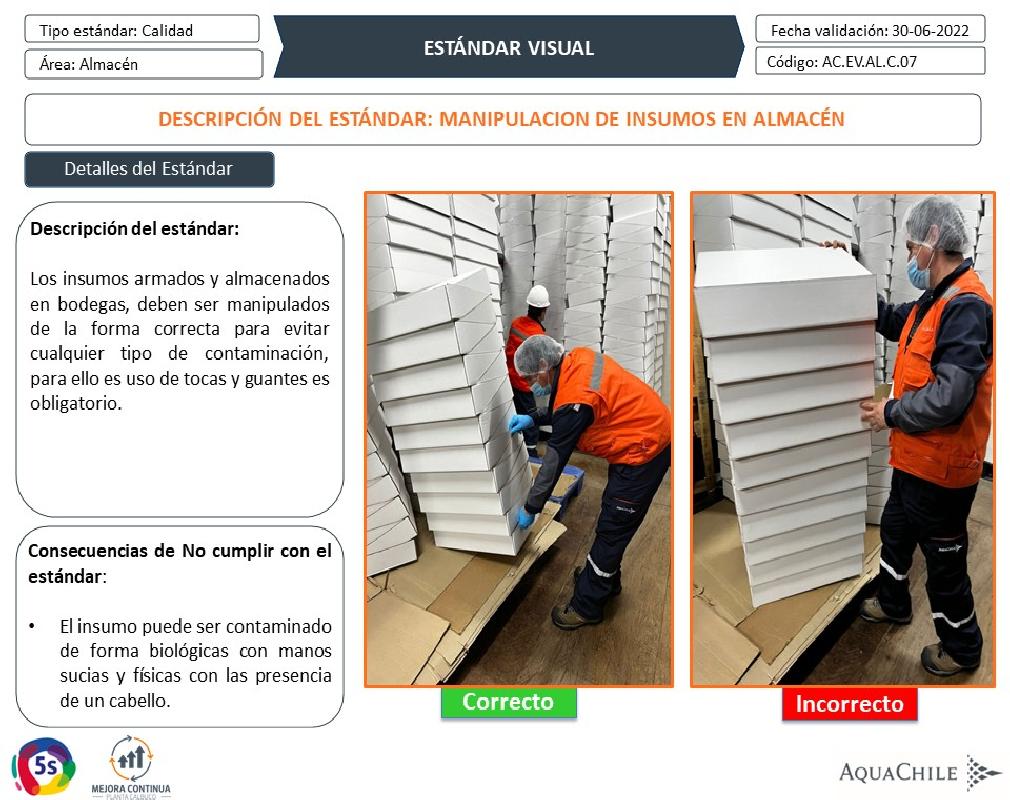 Tipo estándar: Calidad
Área: Almacén
ESTÁNDAR VISUAL
Fecha validación: 30-06-2022
Código: AC.EV.AL.C.07
DESCRIPCIÓN DEL ESTÁNDAR: MANIPULACION DE INSUMOS EN ALMACÉN
Detalles del Estándar
Descripción del estándar:
Los insumos armados y almacenados
en bodegas, deben ser manipulados
de la forma correcta para evitar
cualquier tipo de contaminación,
para ello es uso de tocas y guantes es
obligatorio.
Consecuencias de No cumplir con el
estándar:
• El insumo puede ser contaminado
de forma biológicas con manos
sucias y físicas con las presencia
de un cabello.
Correcto
Incorrecto
5s
MEJORA CONTINUA
PLANTA CALBUCO
AQUACHILE